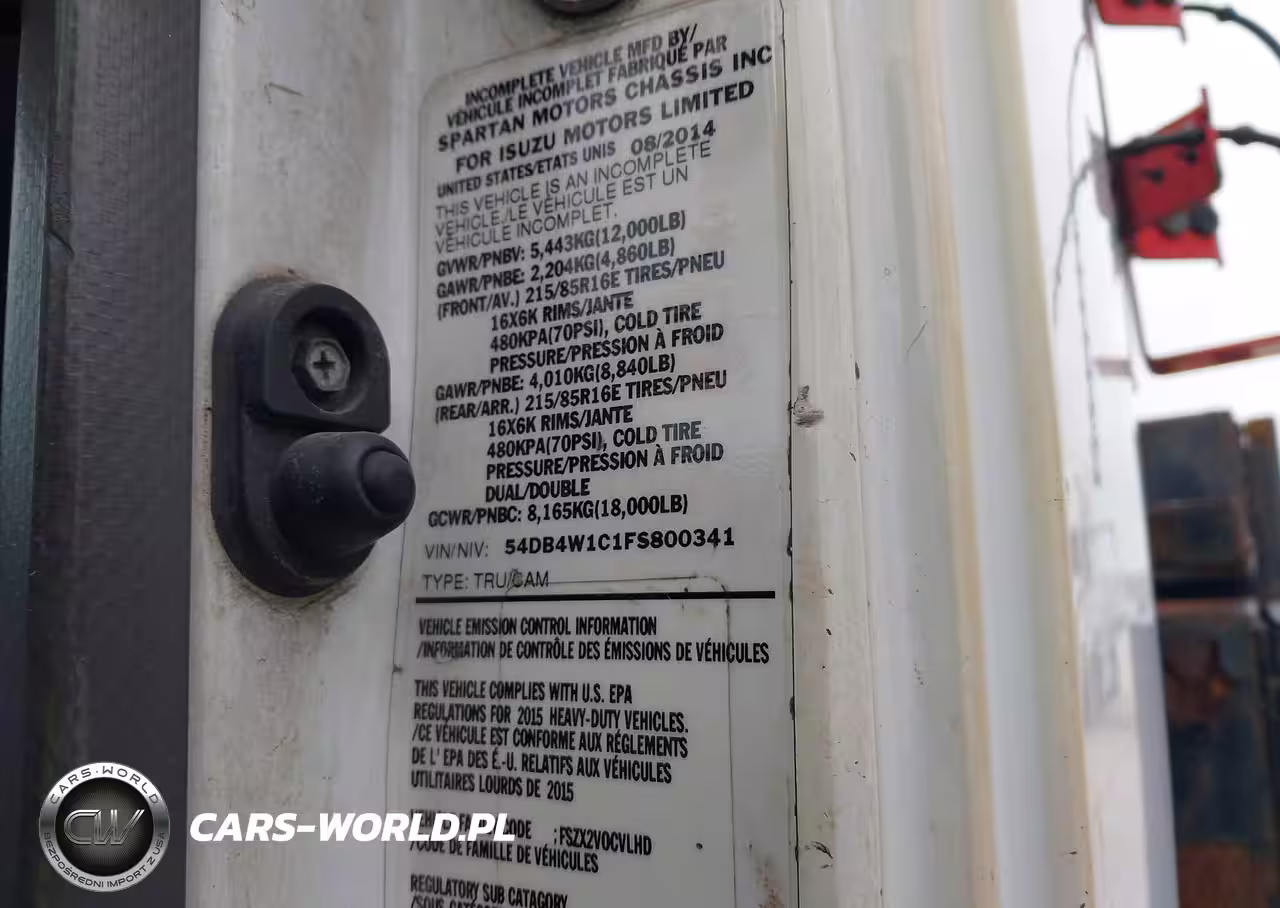 INCOMPLETE VEHICLE MFD BY/
VÉHICULE INCOMPLET FABRIQUÉ PAR
SPARTAN MOTORS CHASSIS INC
FOR ISUZU MOTORS LIMITED
UNITED STATES/ETATS UNIS 08/2014
THIS VEHICLE IS AN INCOMPLETE
VEHICLE/LE VÉHICULE EST UN
VÉHICULE INCOMPLET.
GVWR/PNBV: 5,443KG(12,000LB)
GAWR/PNBE: 2,204KG(4,860LB)
(FRONT/AV.) 215/85R16E TIRES/PNEU
16X6K RIMS/JANTE
480KPA(70PSI), COLD TIRE
PRESSURE/PRESSION À FROID
GAWR/PNBE: 4,010KG(8,840LB)
(REAR/ARR.) 215/85R16E TIRES/PNEU
16X6K RIMS/JANTE
480KPA(70PSI), COLD TIRE
PRESSURE/PRESSION À FROID
DUAL/DOUBLE
GCWR/PNBC: 8,165KG(18,000LB)
VIN/NIV: 54DB4W1C1FS800341
TYPE: TRU/CAM
VEHICLE EMISSION CONTROL INFORMATION
/INFORMATION DE CONTRÔLE DES ÉMISSIONS DE VÉHICULES
THIS VEHICLE COMPLIES WITH U.S. EPA
REGULATIONS FOR 2015 HEAVY-DUTY VEHICLES.
/CE VÉHICULE EST CONFORME AUX RÉGLEMENTS
DE L' EPA DES É.-U. RELATIFS AUX VÉHICULES
UTILITAIRES LOURDS DE 2015
CODE :FSZX2VOCVLHD
/CODE DE FAMILLE DE VÉHICULES
REGULATORY SUB CATAGORY
CARS-WORLD
CW
BEZPOŚREDNI IMPORT Z USA
CARS-WORLD.PL